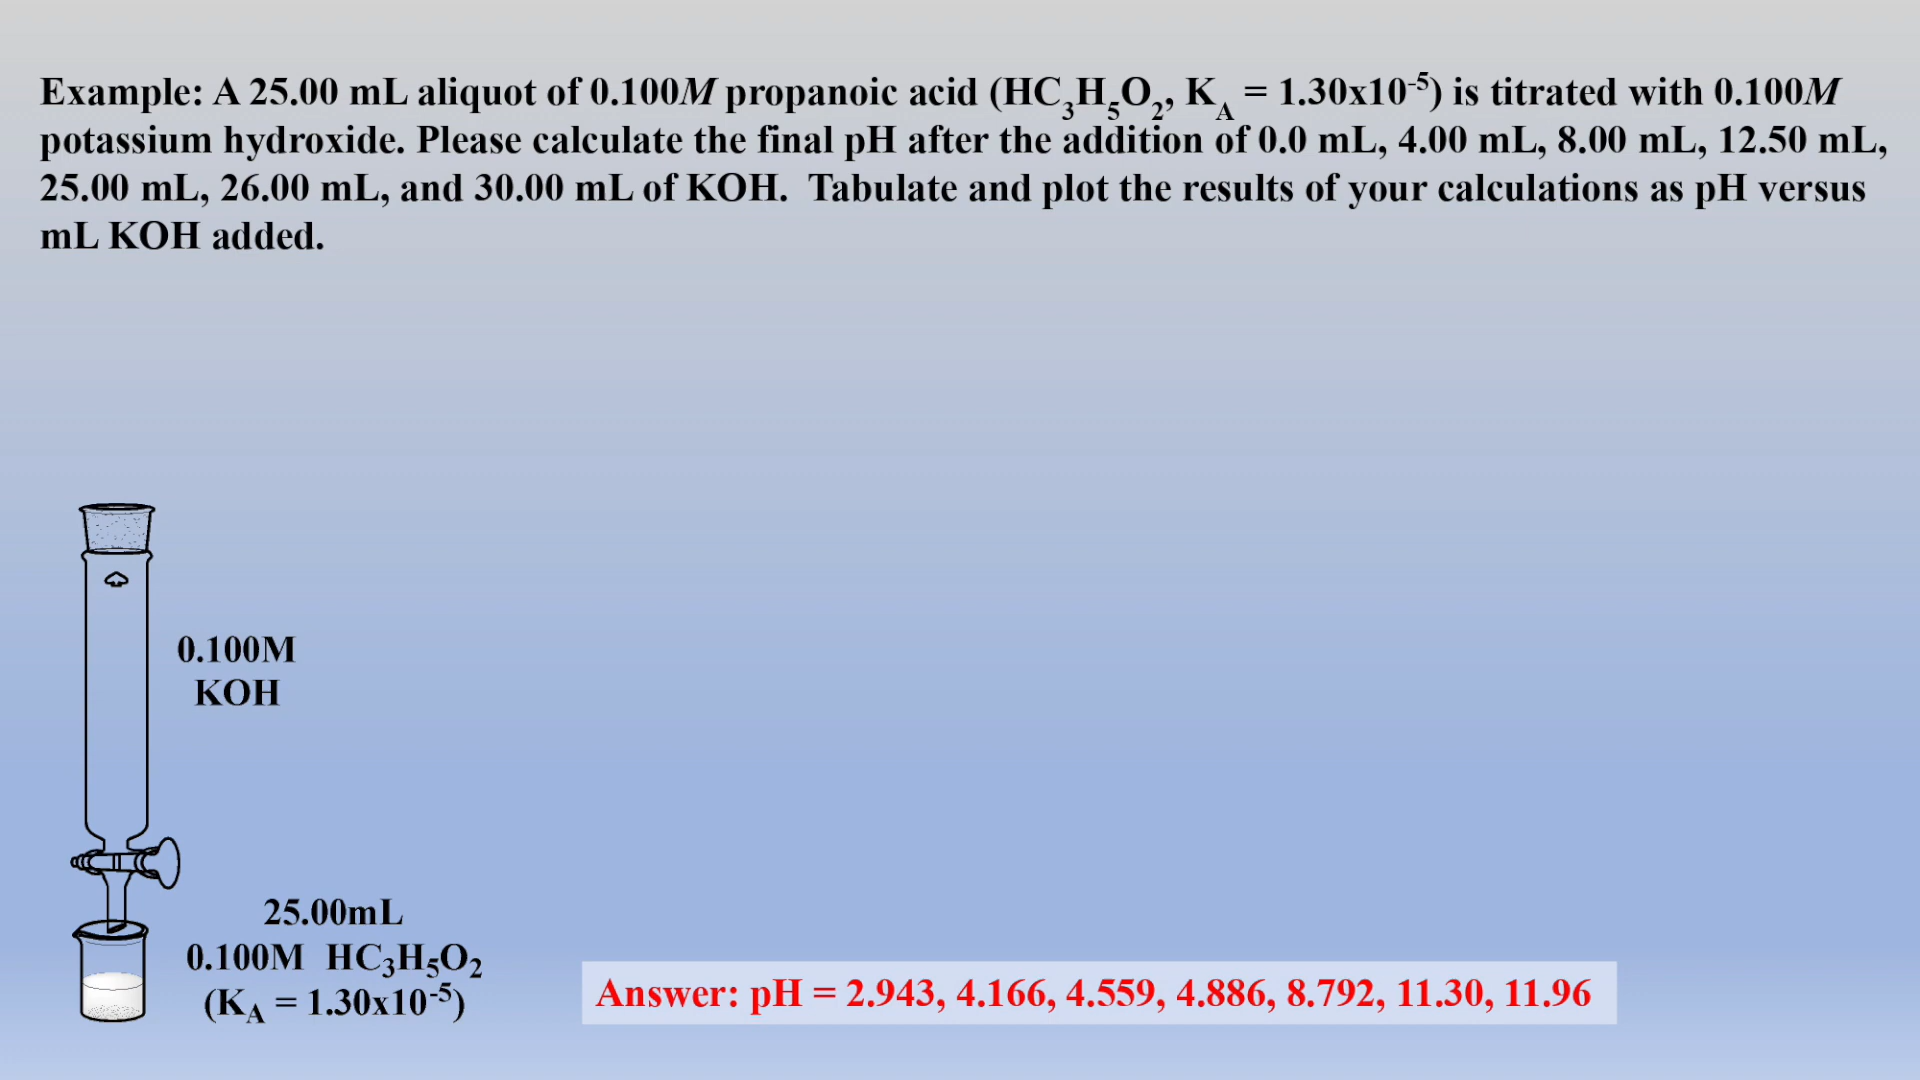 Example: A 25.00 mL aliquot of 0.100M propanoic acid (HC₃H₅O₂, K_A = 1.30x10⁻⁵) is titrated with 0.100M
potassium hydroxide. Please calculate the final pH after the addition of 0.0 mL, 4.00 mL, 8.00 mL, 12.50 mL,
25.00 mL, 26.00 mL, and 30.00 mL of KOH.  Tabulate and plot the results of your calculations as pH versus
mL KOH added.
0.100M
KOH
25.00mL
0.100M  HC₃H₅O₂
(K_A = 1.30x10⁻⁵)
Answer: pH = 2.943, 4.166, 4.559, 4.886, 8.792, 11.30, 11.96